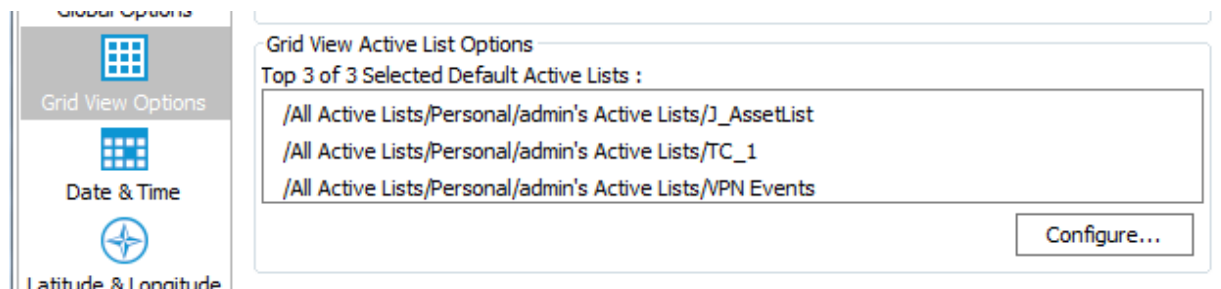 Global Options
Grid View Options
Date & Time
Latitude & Longitude
Grid View Active List Options
Top 3 of 3 Selected Default Active Lists :
/All Active Lists/Personal/admin's Active Lists/J_AssetList
/All Active Lists/Personal/admin's Active Lists/TC_1
/All Active Lists/Personal/admin's Active Lists/VPN Events
Configure...